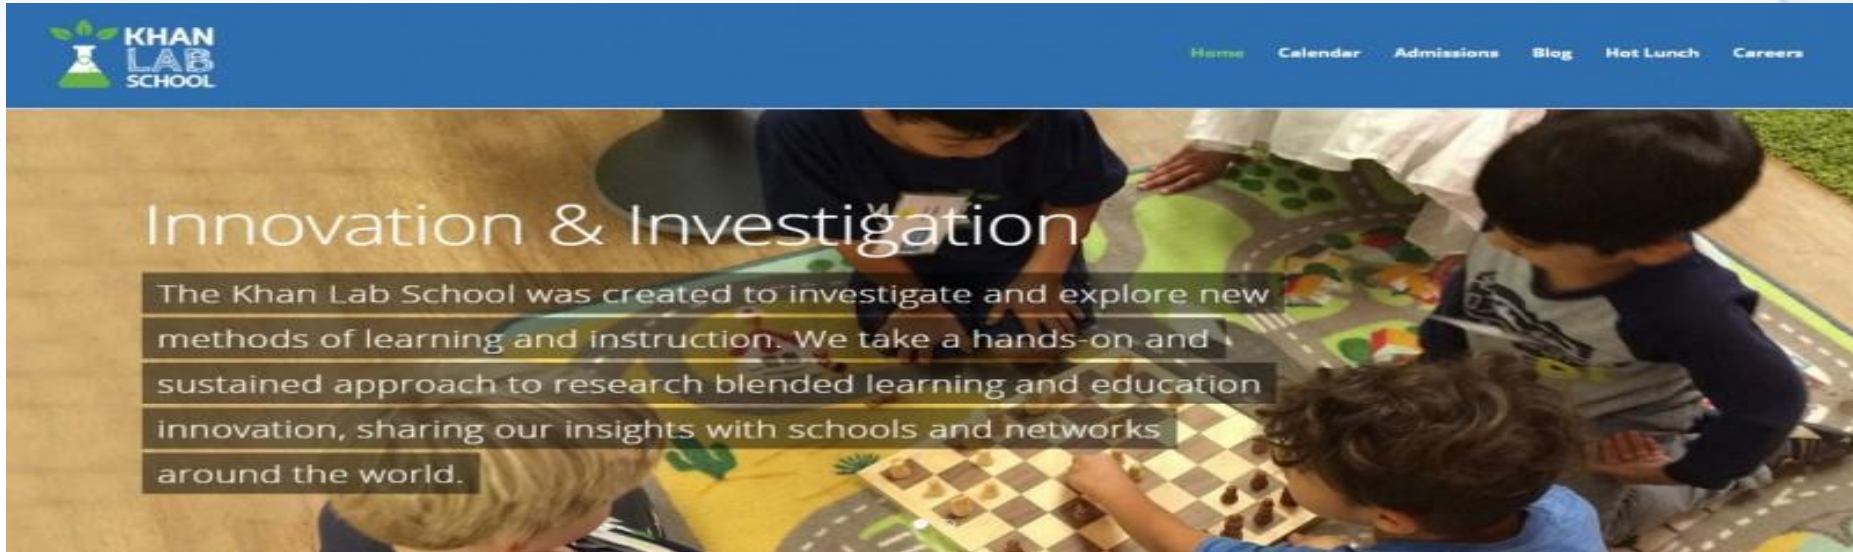 KHAN
LAB
SCHOOL
Home Calendar Admissions Blog Hot Lunch Careers
Innovation & Investigation
The Khan Lab School was created to investigate and explore new
methods of learning and instruction. We take a hands-on and
sustained approach to research blended learning and education
innovation, sharing our insights with schools and networks
around the world.